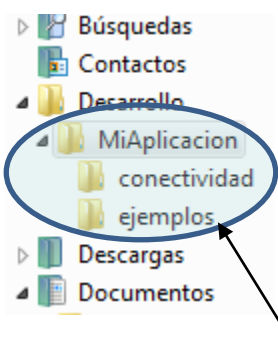 Búsquedas
Contactos
Desarrollo
MiAplicacion
conectividad
ejemplos
Descargas
Documentos